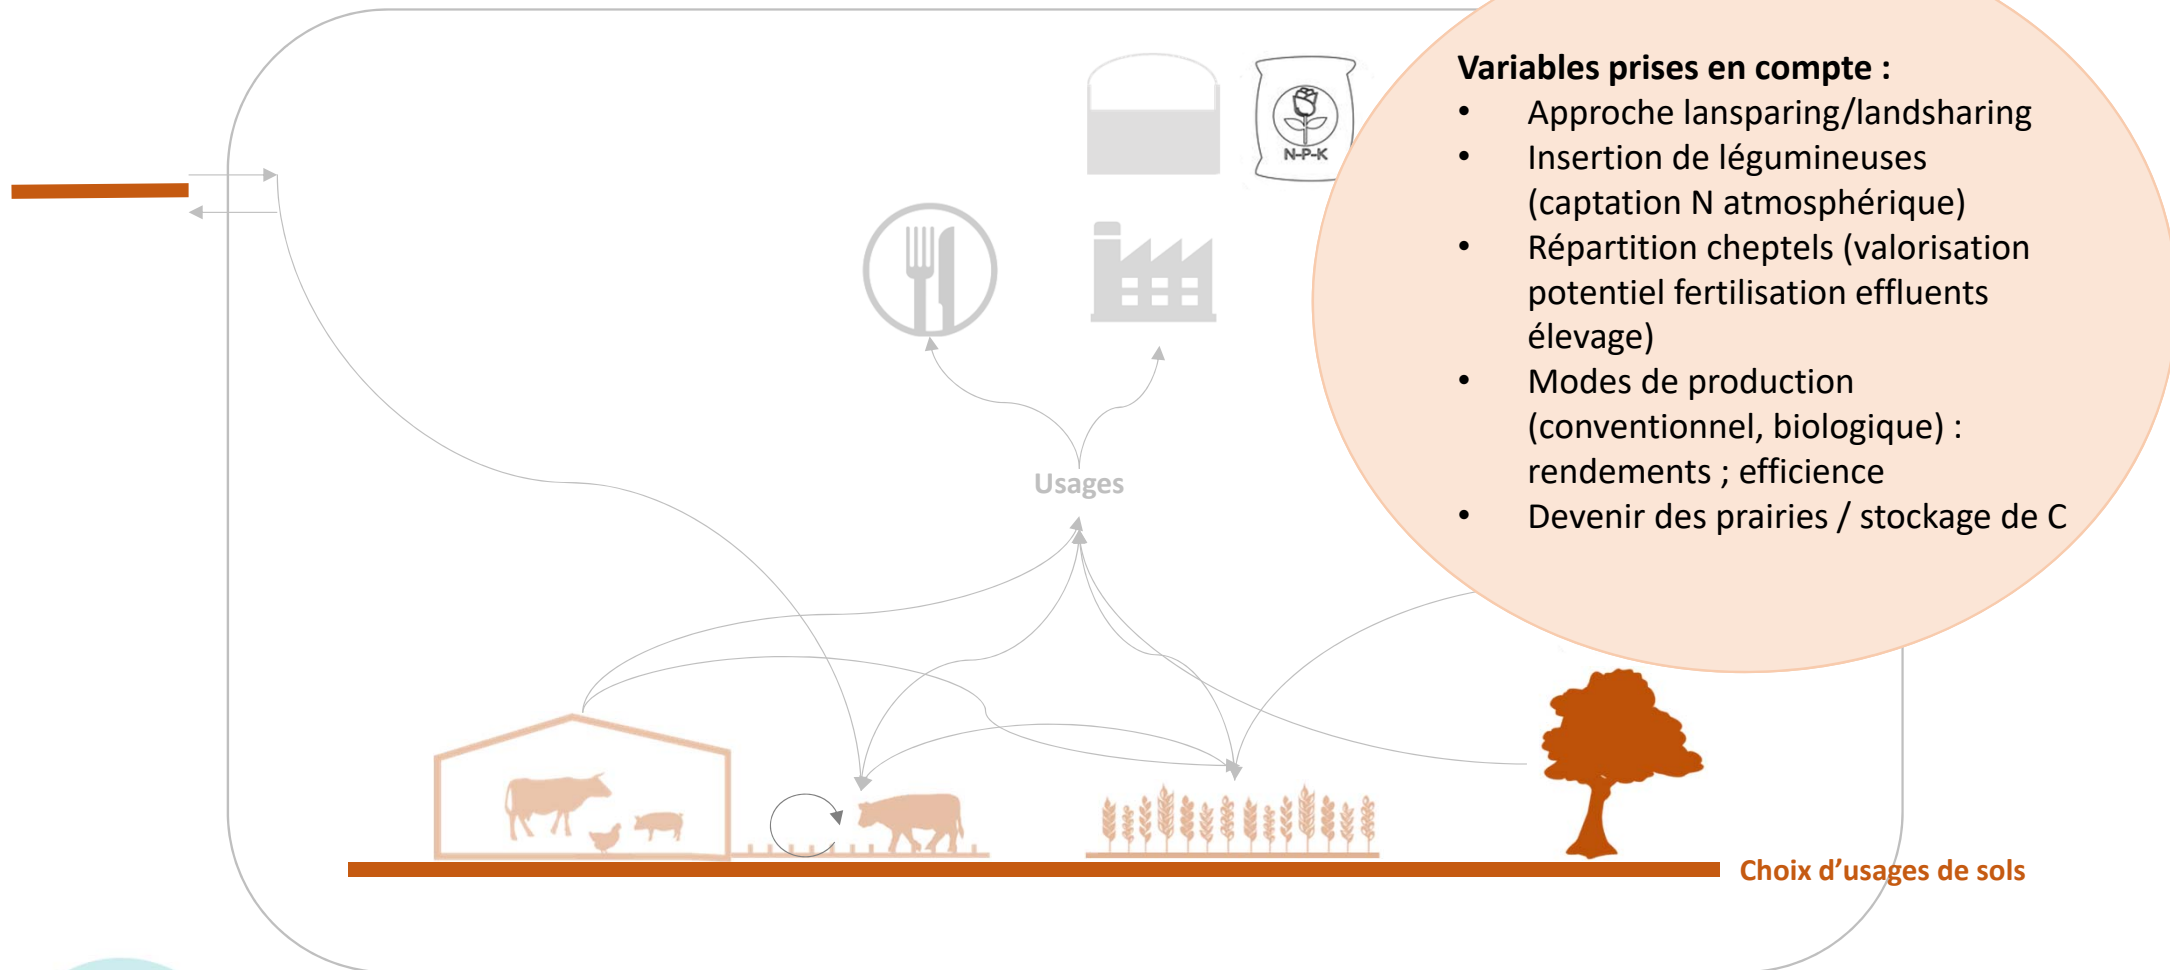 Variables prises en compte :
• Approche lansparing/landsharing
• Insertion de légumineuses
(captation N atmosphérique)
• Répartition cheptels (valorisation
potentiel fertilisation effluents
élevage)
• Modes de production
(conventionnel, biologique) :
rendements ; efficience
• Devenir des prairies / stockage de C
N-P-K
Usages
Choix d'usages de sols